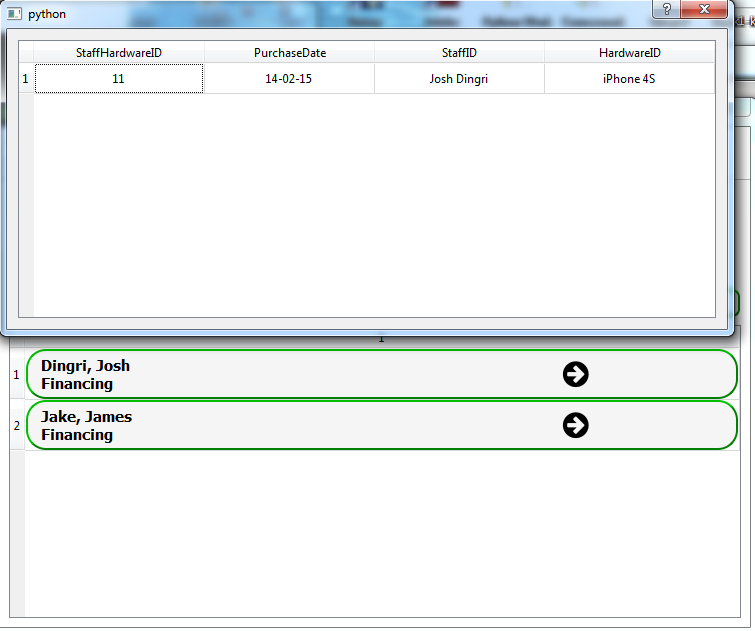 python
StaffHardwareID PurchaseDate StaffID HardwareID
1 11 14-02-15 Josh Dingri iPhone 4S
1
1 Dingri, Josh
Financing
2 Jake, James
Financing